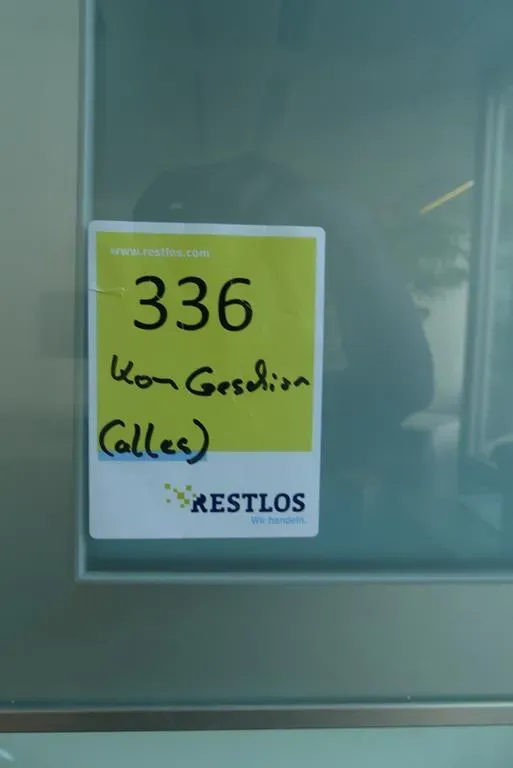 www.restlos.com
336
Kom Geschirr
(alles)
RESTLOS
Wir handeln.